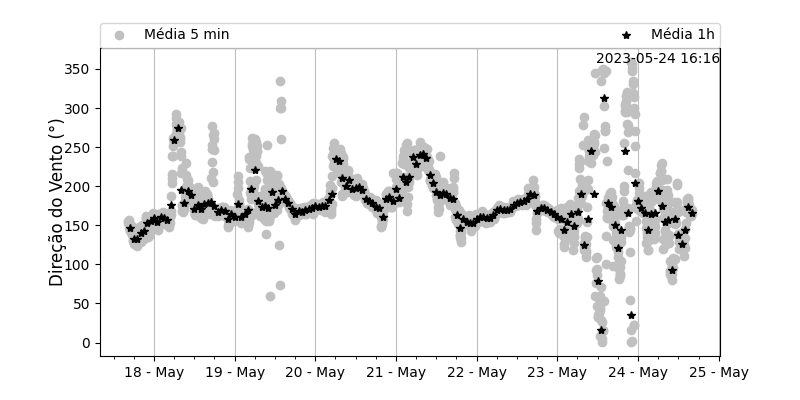 Média 5 min
Média 1h
2023-05-24 16:16
Direção do Vento (°)
350
300
250
200
150
100
50
0
18 - May
19 - May
20 - May
21 - May
22 - May
23 - May
24 - May
25 - May